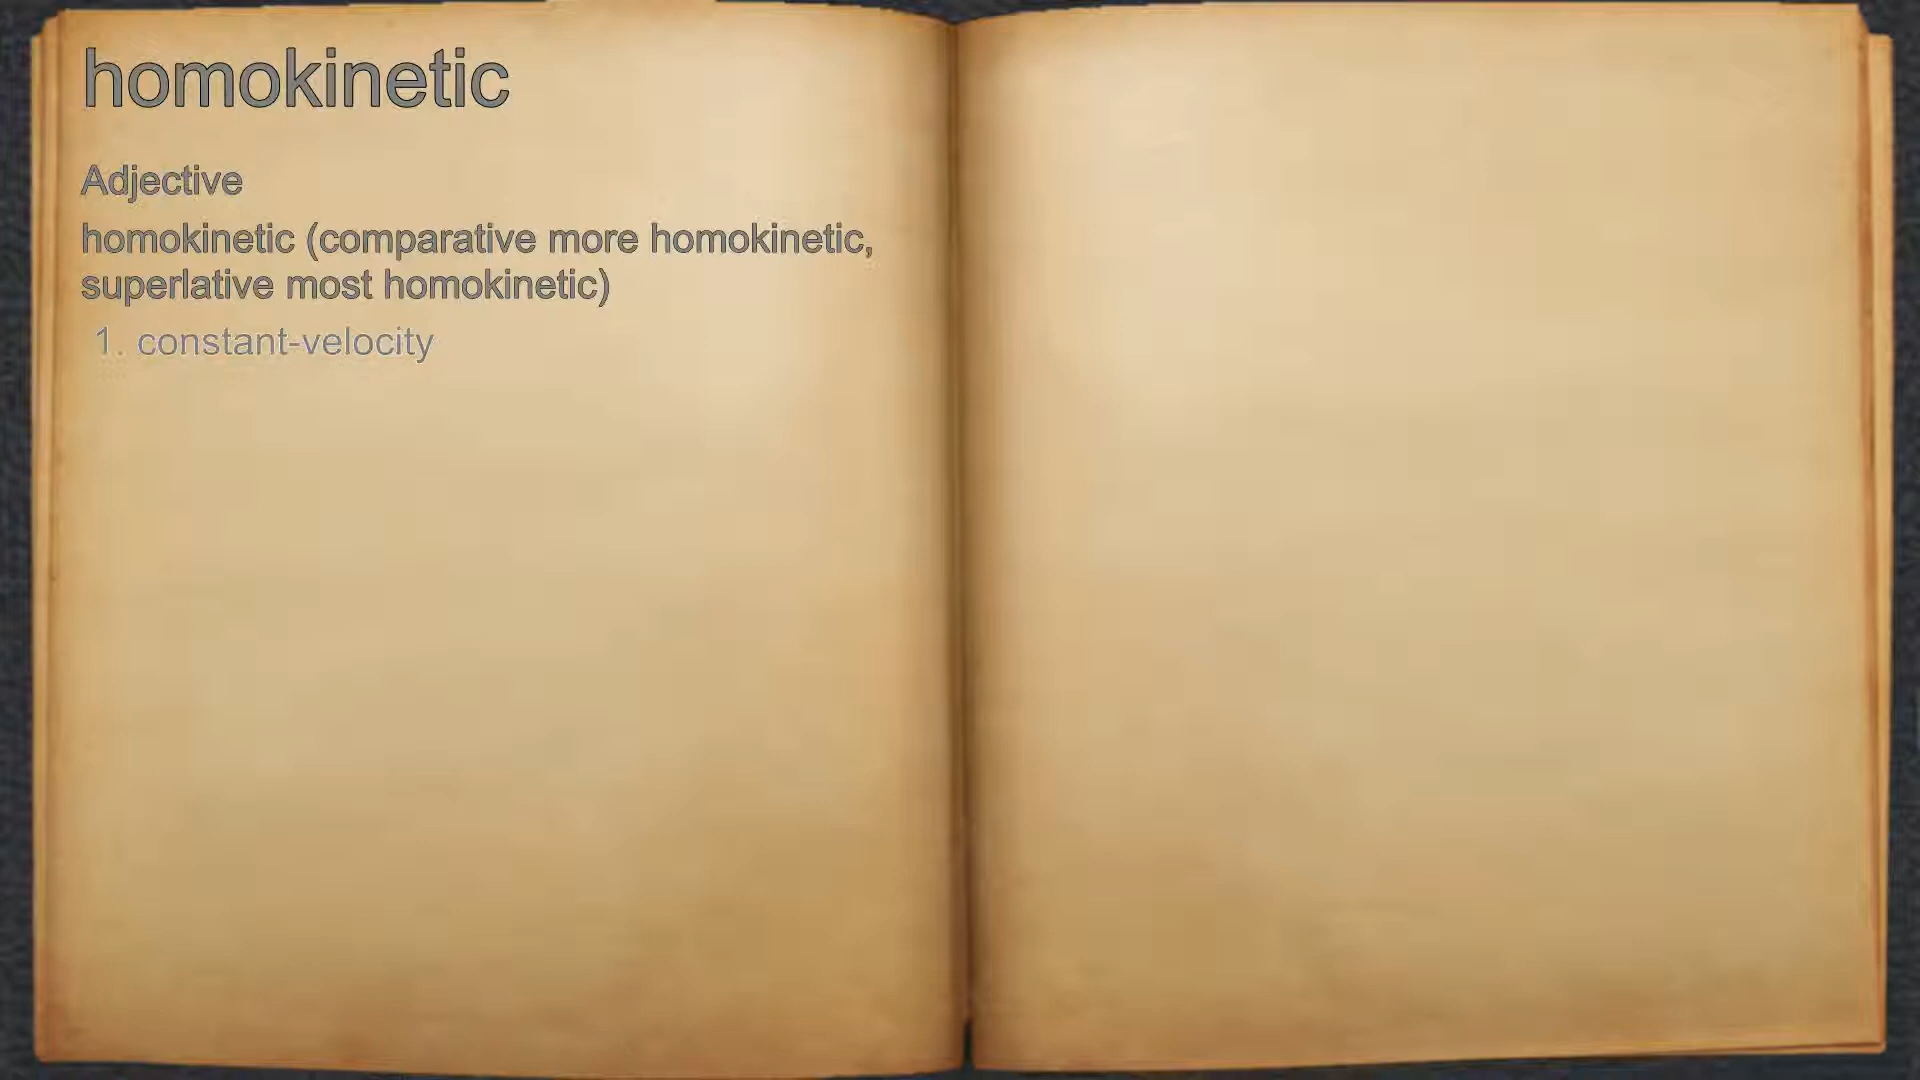 homokinetic
Adjective
homokinetic (comparative more homokinetic,
superlative most homokinetic)
1. constant-velocity